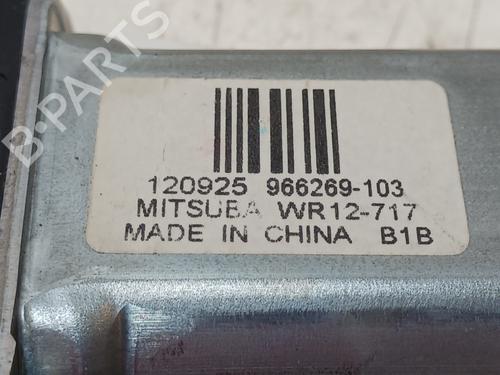 B-PARTS
120925 966269-103
MITSUBA WR12-717
MADE IN CHINA B1B